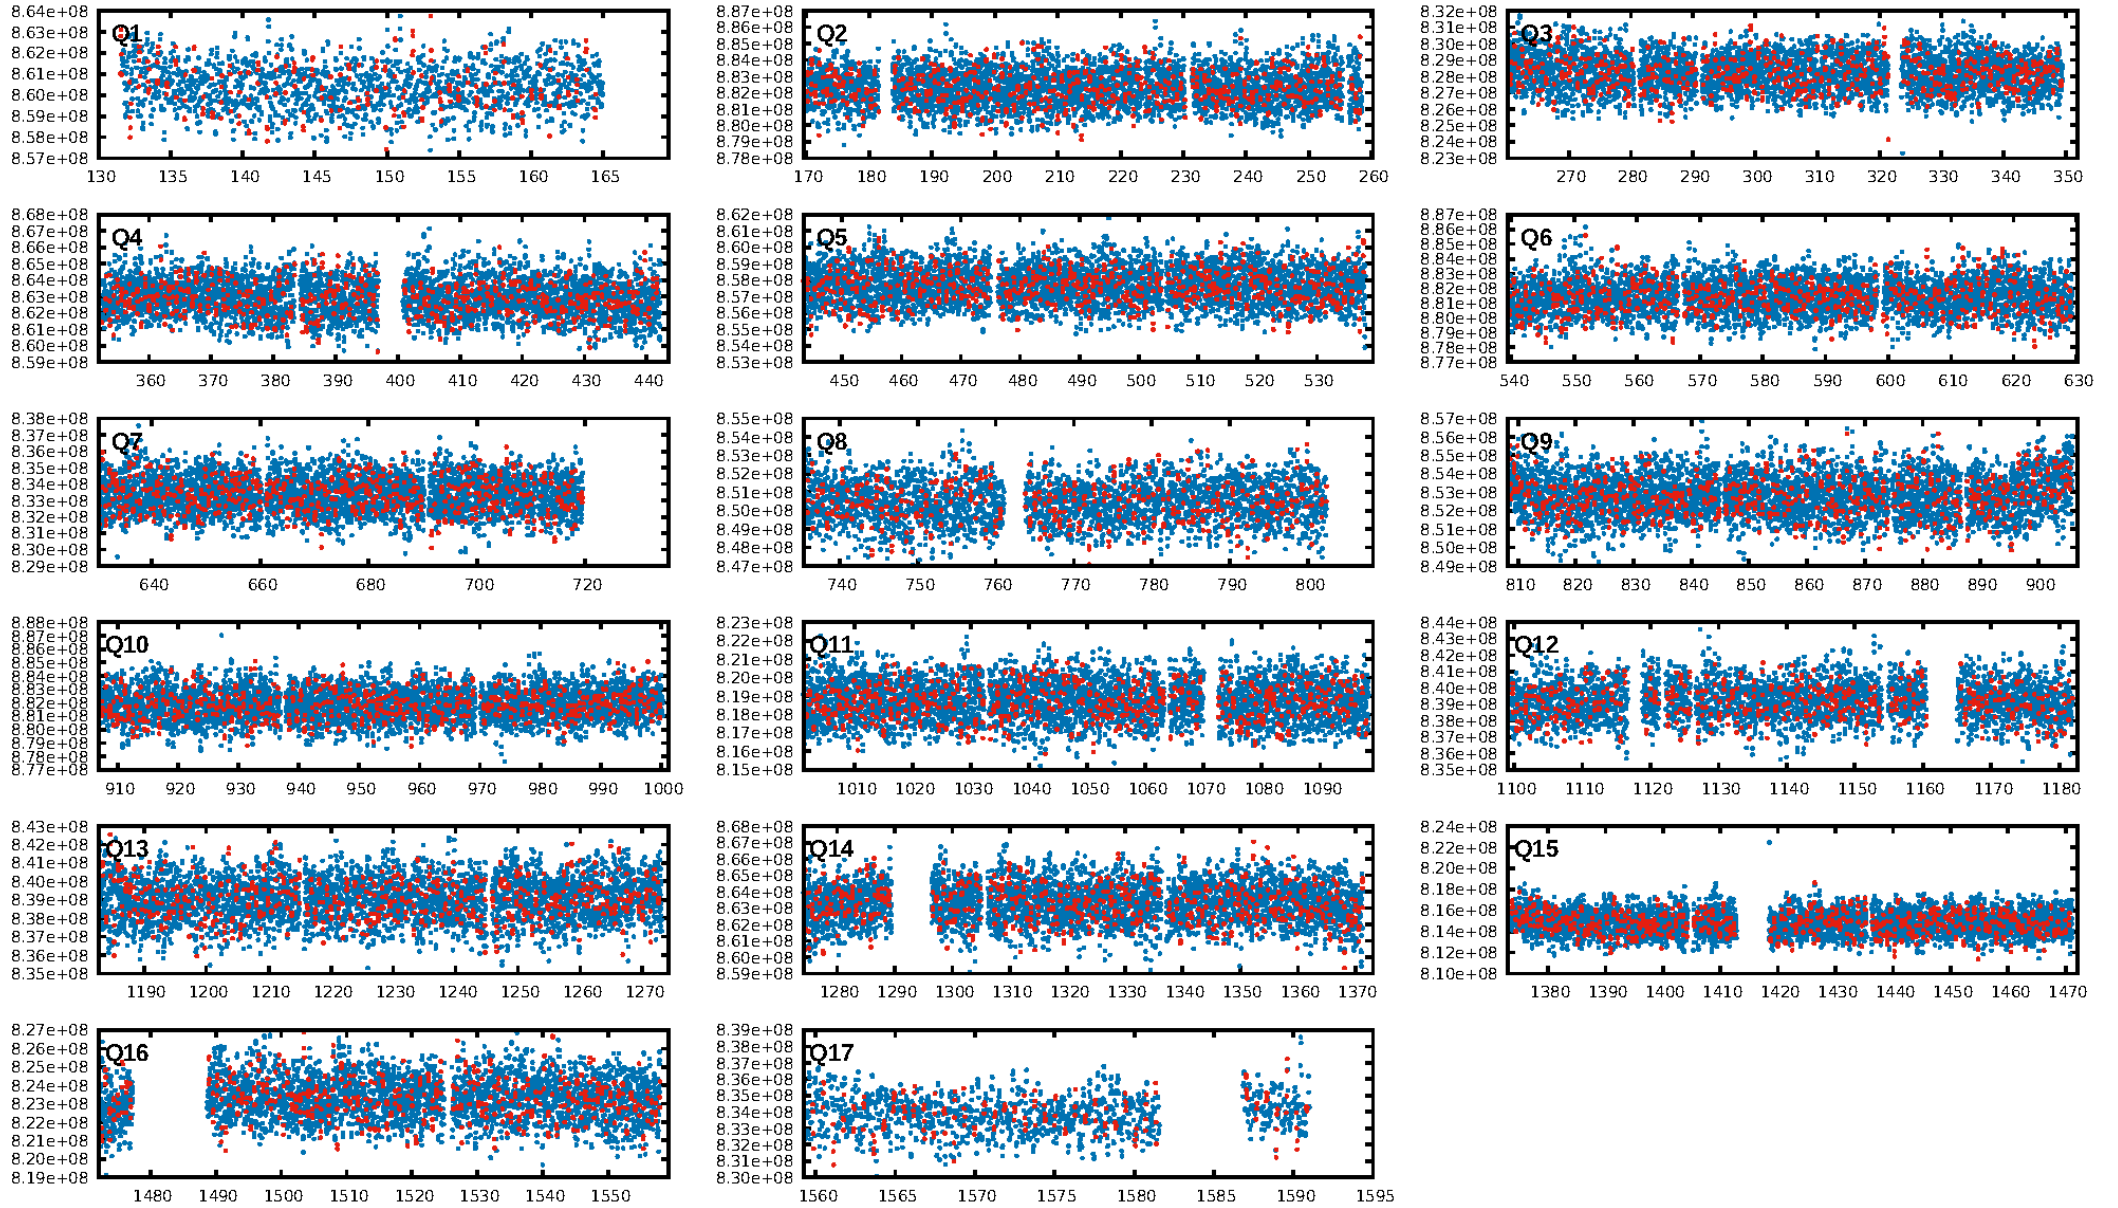 Q1
8.64e+08
8.63e+08
8.62e+08
8.61e+08
8.60e+08
8.59e+08
8.58e+08
8.57e+08
130 135 140 145 150 155 160 165
Q2
8.87e+08
8.86e+08
8.85e+08
8.84e+08
8.83e+08
8.82e+08
8.81e+08
8.80e+08
8.79e+08
8.78e+08
170 180 190 200 210 220 230 240 250 260
Q3
8.32e+08
8.31e+08
8.30e+08
8.29e+08
8.28e+08
8.27e+08
8.26e+08
8.25e+08
8.24e+08
8.23e+08
270 280 290 300 310 320 330 340 350
Q4
8.68e+08
8.67e+08
8.66e+08
8.65e+08
8.64e+08
8.63e+08
8.62e+08
8.61e+08
8.60e+08
8.59e+08
360 370 380 390 400 410 420 430 440
Q5
8.62e+08
8.61e+08
8.60e+08
8.59e+08
8.58e+08
8.57e+08
8.56e+08
8.55e+08
8.54e+08
8.53e+08
450 460 470 480 490 500 510 520 530
Q6
8.87e+08
8.86e+08
8.85e+08
8.84e+08
8.83e+08
8.82e+08
8.81e+08
8.80e+08
8.79e+08
8.78e+08
8.77e+08
540 550 560 570 580 590 600 610 620 630
Q7
8.38e+08
8.37e+08
8.36e+08
8.35e+08
8.34e+08
8.33e+08
8.32e+08
8.31e+08
8.30e+08
8.29e+08
640 660 680 700 720
Q8
8.55e+08
8.54e+08
8.53e+08
8.52e+08
8.51e+08
8.50e+08
8.49e+08
8.48e+08
8.47e+08
740 750 760 770 780 790 800
Q9
8.57e+08
8.56e+08
8.55e+08
8.54e+08
8.53e+08
8.52e+08
8.51e+08
8.50e+08
8.49e+08
810 820 830 840 850 860 870 880 890 900
Q10
8.88e+08
8.87e+08
8.86e+08
8.85e+08
8.84e+08
8.83e+08
8.82e+08
8.81e+08
8.80e+08
8.79e+08
8.78e+08
8.77e+08
910 920 930 940 950 960 970 980 990 1000
Q11
8.23e+08
8.22e+08
8.21e+08
8.20e+08
8.19e+08
8.18e+08
8.17e+08
8.16e+08
8.15e+08
1010 1020 1030 1040 1050 1060 1070 1080 1090
Q12
8.44e+08
8.43e+08
8.42e+08
8.41e+08
8.40e+08
8.39e+08
8.38e+08
8.37e+08
8.36e+08
8.35e+08
1100 1110 1120 1130 1140 1150 1160 1170 1180
Q13
8.43e+08
8.42e+08
8.41e+08
8.40e+08
8.39e+08
8.38e+08
8.37e+08
8.36e+08
8.35e+08
1190 1200 1210 1220 1230 1240 1250 1260 1270
Q14
8.68e+08
8.67e+08
8.66e+08
8.65e+08
8.64e+08
8.63e+08
8.62e+08
8.61e+08
8.60e+08
8.59e+08
1280 1290 1300 1310 1320 1330 1340 1350 1360 1370
Q15
8.24e+08
8.22e+08
8.20e+08
8.18e+08
8.16e+08
8.14e+08
8.12e+08
8.10e+08
1380 1390 1400 1410 1420 1430 1440 1450 1460 1470
Q16
8.27e+08
8.26e+08
8.25e+08
8.24e+08
8.23e+08
8.22e+08
8.21e+08
8.20e+08
8.19e+08
1480 1490 1500 1510 1520 1530 1540 1550
Q17
8.39e+08
8.38e+08
8.37e+08
8.36e+08
8.35e+08
8.34e+08
8.33e+08
8.32e+08
8.31e+08
8.30e+08
1560 1565 1570 1575 1580 1585 1590 1595